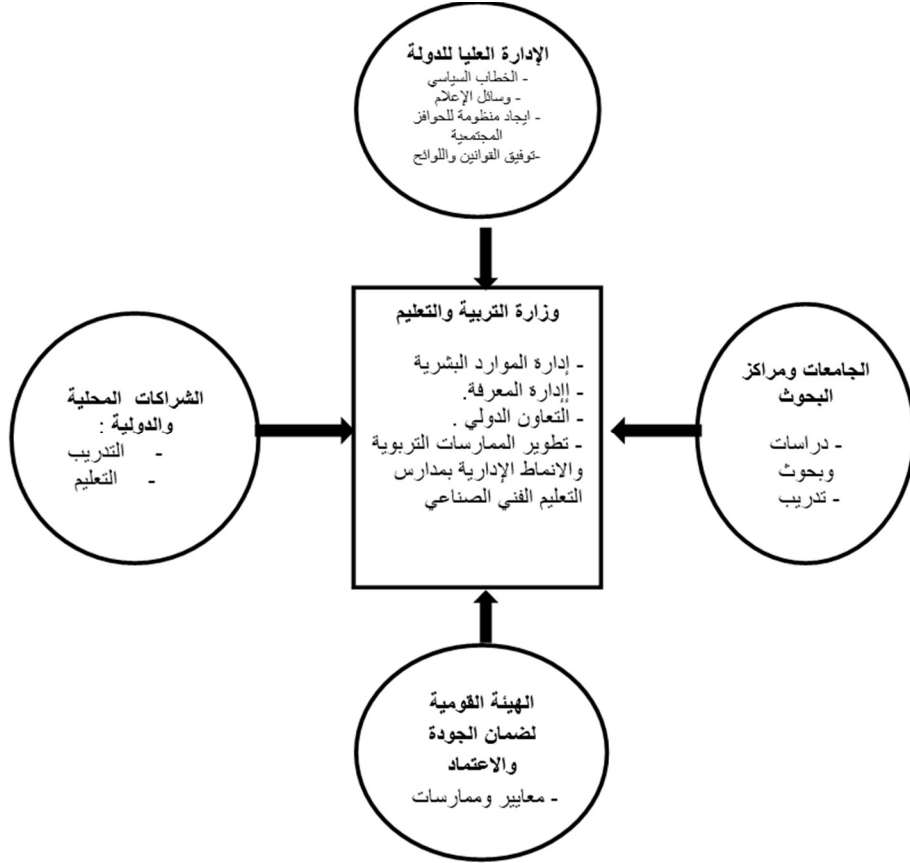 الإدارة العليا للدولة
- الخطاب السياسي
- وسائل الإعلام
- ايجاد منظومة للحوافز
المجتمعية
-توفيق القوانين واللوائح
وزارة التربية والتعليم
- إدارة الموارد البشرية
- إإدارة المعرفة.
- التعاون الدولي .
- تطوير الممارسات التربوية
والانماط الإدارية بمدارس
التعليم الفني الصناعي
الجامعات ومراكز
البحوث
- دراسات
وبحوث
- تدريب
الشراكات المحلية
والدولية :
- التدريب
- التعليم
الهيئة القومية
لضمان الجودة
والاعتماد
- معايير وممارسات